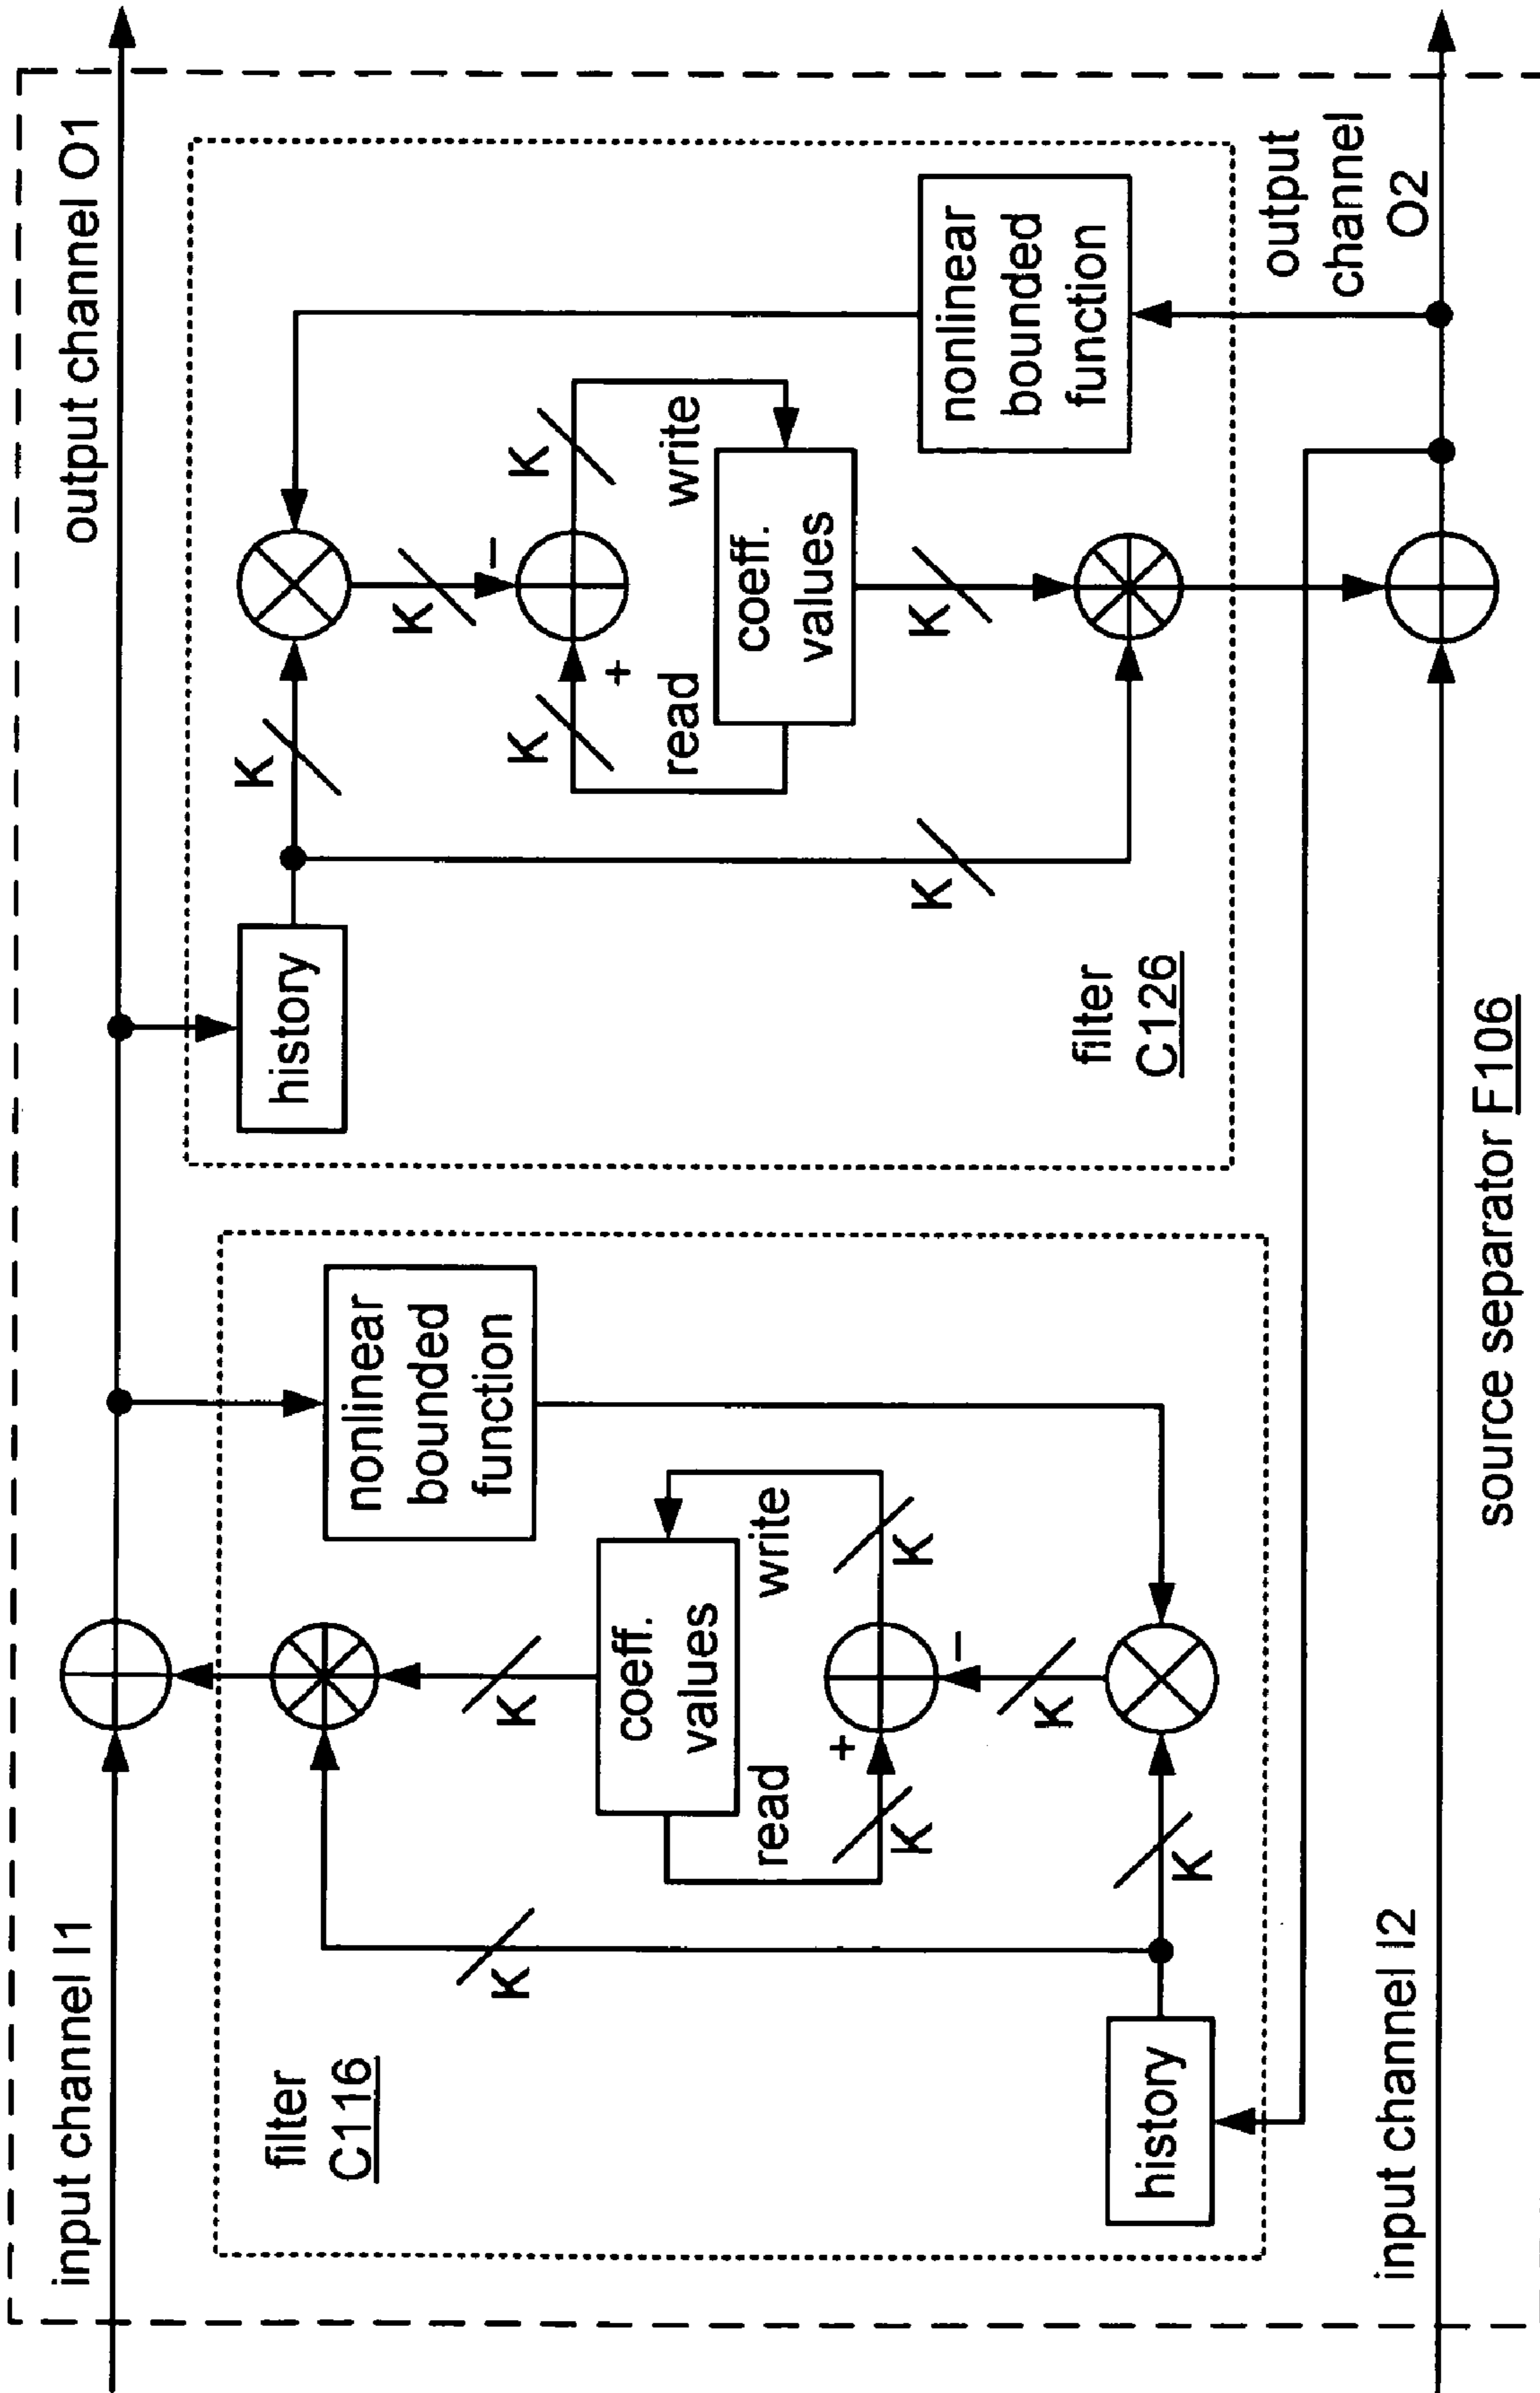 input channel I1
output channel O1
filter
C116
K
K
coeff.
values
read
write
K
K
+
–
K
K
nonlinear
bounded
function
history
history
K
K
K
–
+
K
K
read
write
coeff.
values
K
K
nonlinear
bounded
function
filter
C126
input channel I2
output
channel
O2
source separator F106